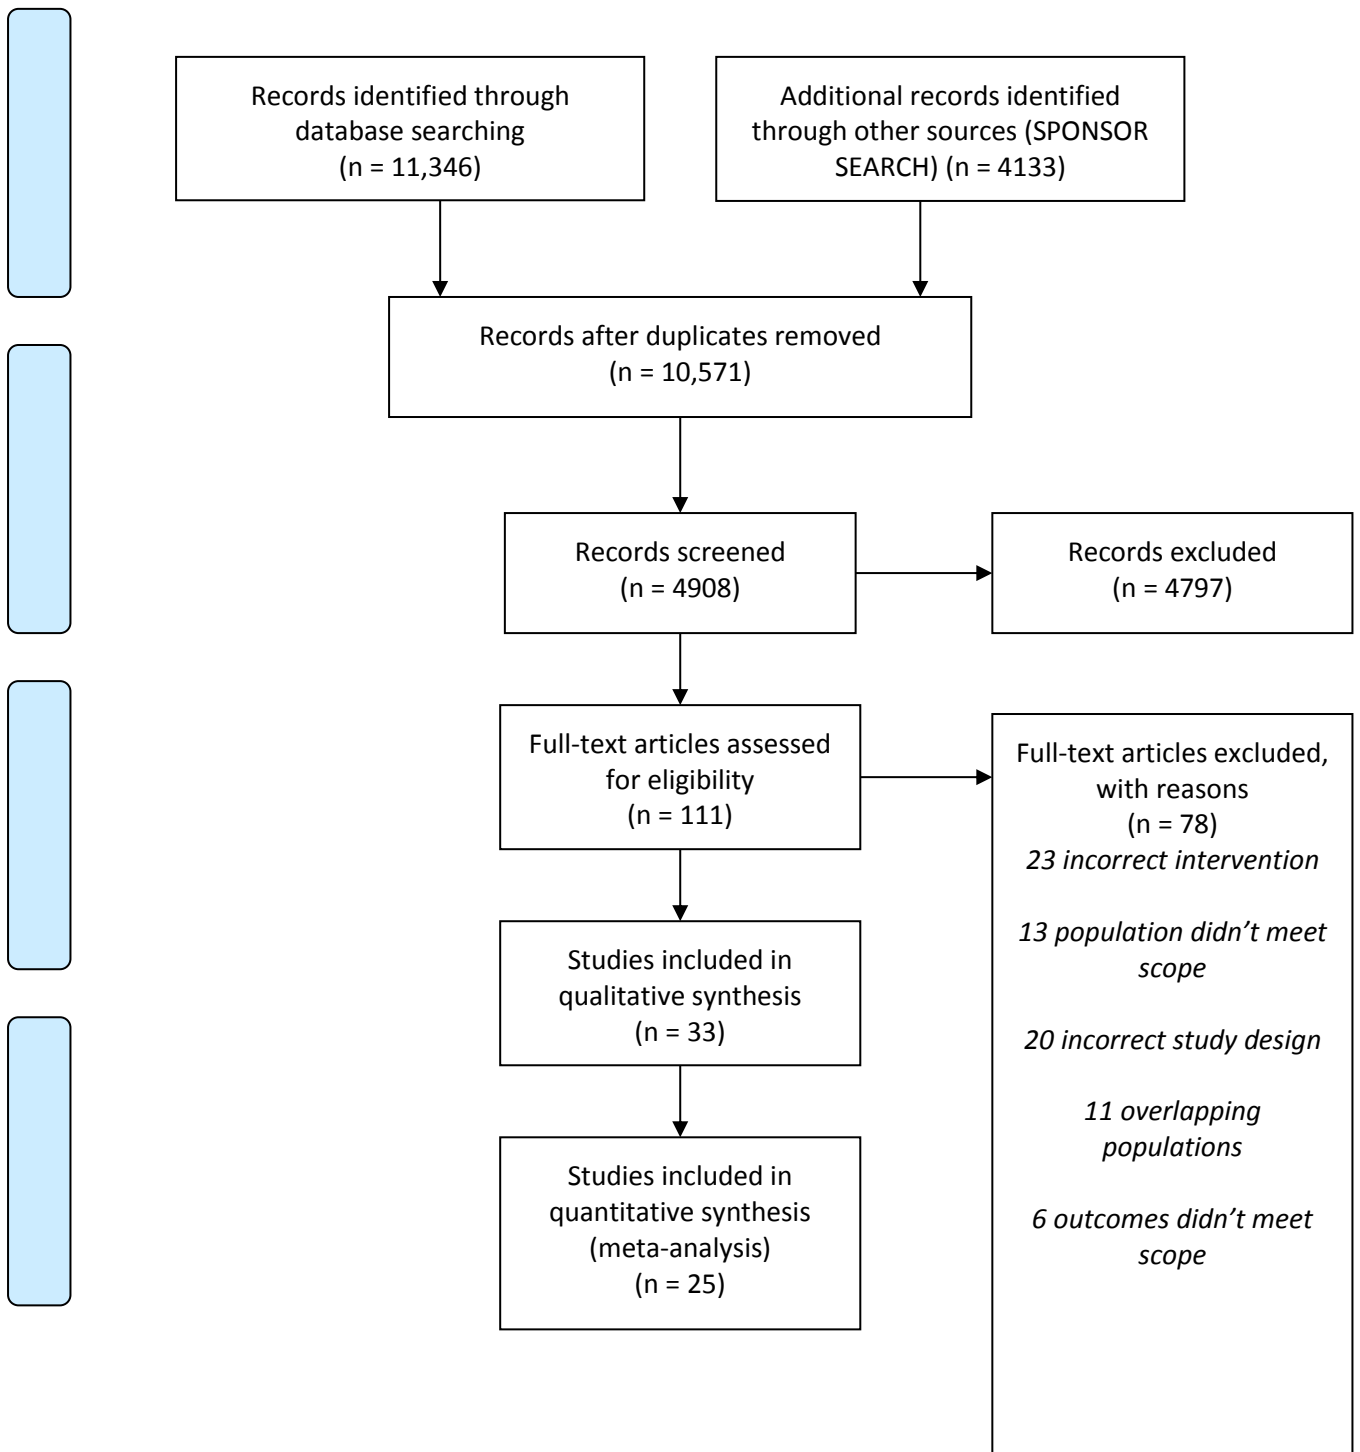 Records identified through
database searching
(n = 11,346)
Additional records identified
through other sources (SPONSOR
SEARCH) (n = 4133)
Records after duplicates removed
(n = 10,571)
Records screened
(n = 4908)
Records excluded
(n = 4797)
Full-text articles assessed
for eligibility
(n = 111)
Full-text articles excluded,
with reasons
(n = 78)
23 incorrect intervention
13 population didn’t meet
scope
20 incorrect study design
11 overlapping
populations
6 outcomes didn’t meet
scope
Studies included in
qualitative synthesis
(n = 33)
Studies included in
quantitative synthesis
(meta-analysis)
(n = 25)